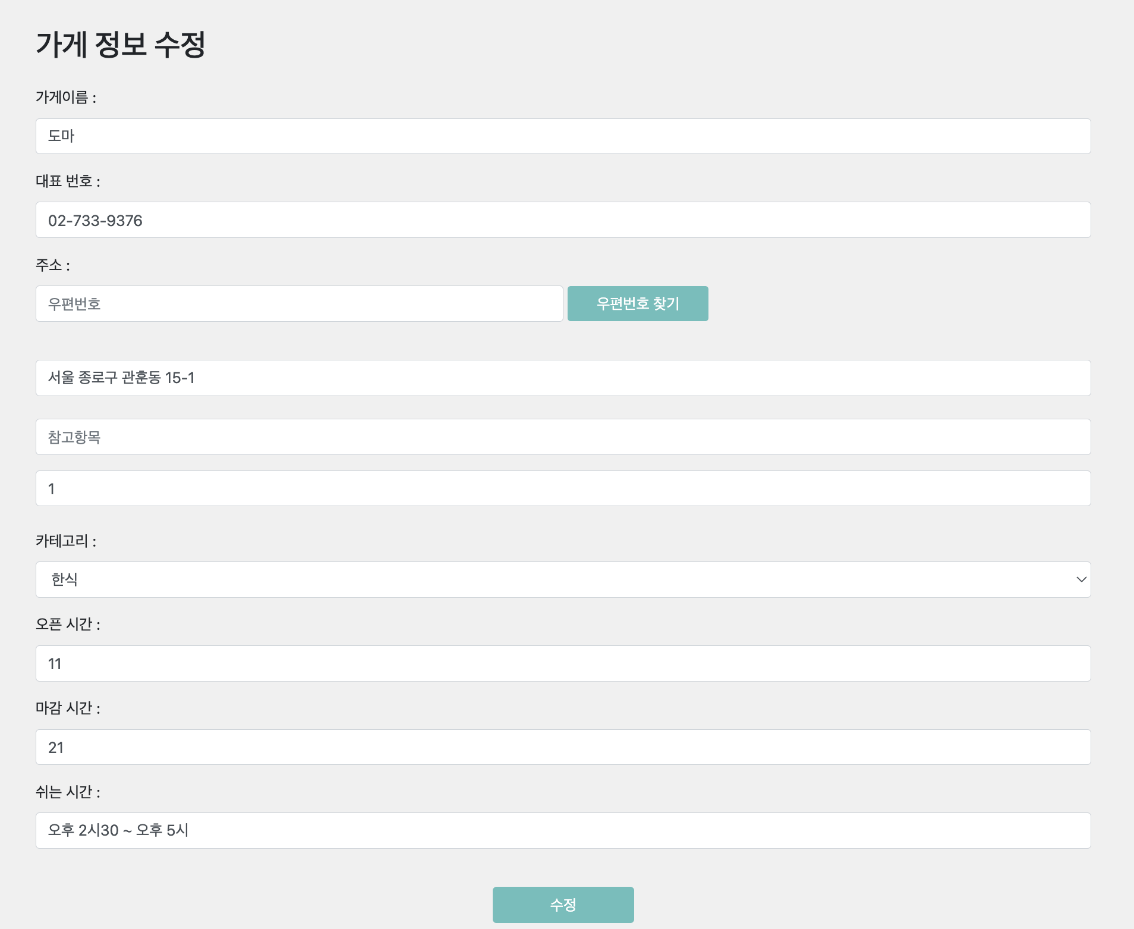 가게 정보 수정
가게이름 :
도마
대표 번호 :
02-733-9376
주소 :
우편번호 우편번호 찾기
서울 종로구 관훈동 15-1
참고항목
1
카테고리 :
한식
오픈 시간 :
11
마감 시간 :
21
쉬는 시간 :
오후 2시30 ~ 오후 5시
수정